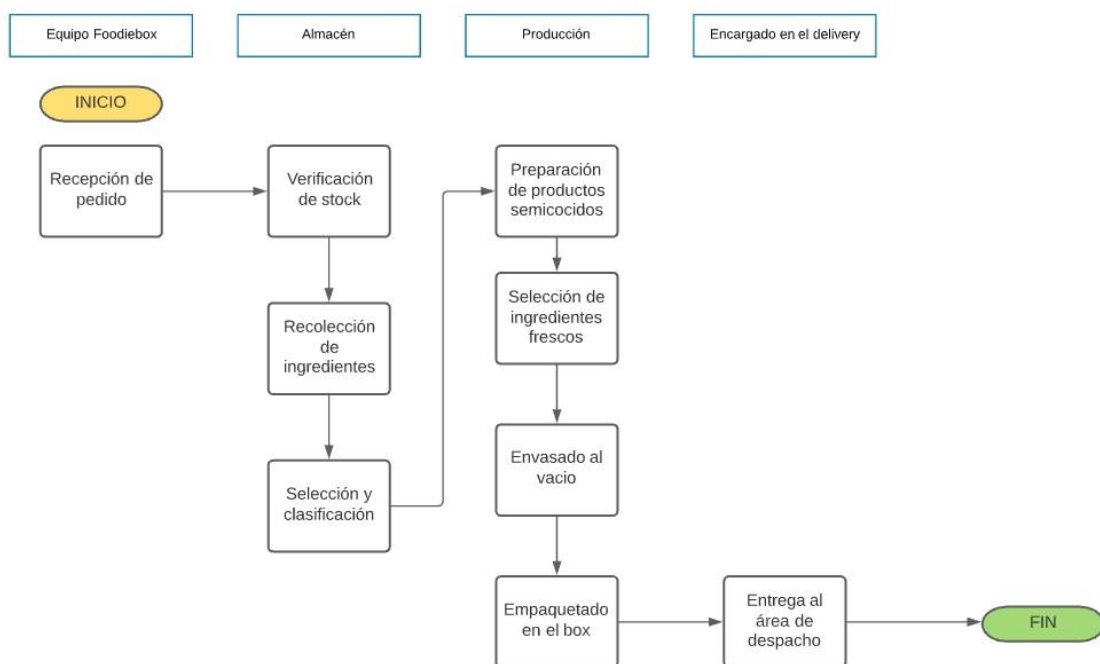 Equipo Foodiebox
Almacén
Producción
Encargado en el delivery
INICIO
Recepción de
pedido
Verificación
de stock
Recolección
de
ingredientes
Selección y
clasificación
Preparación
de productos
semicocidos
Selección de
ingredientes
frescos
Envasado al
vacio
Empaquetado
en el box
Entrega al
área de
despacho
FIN